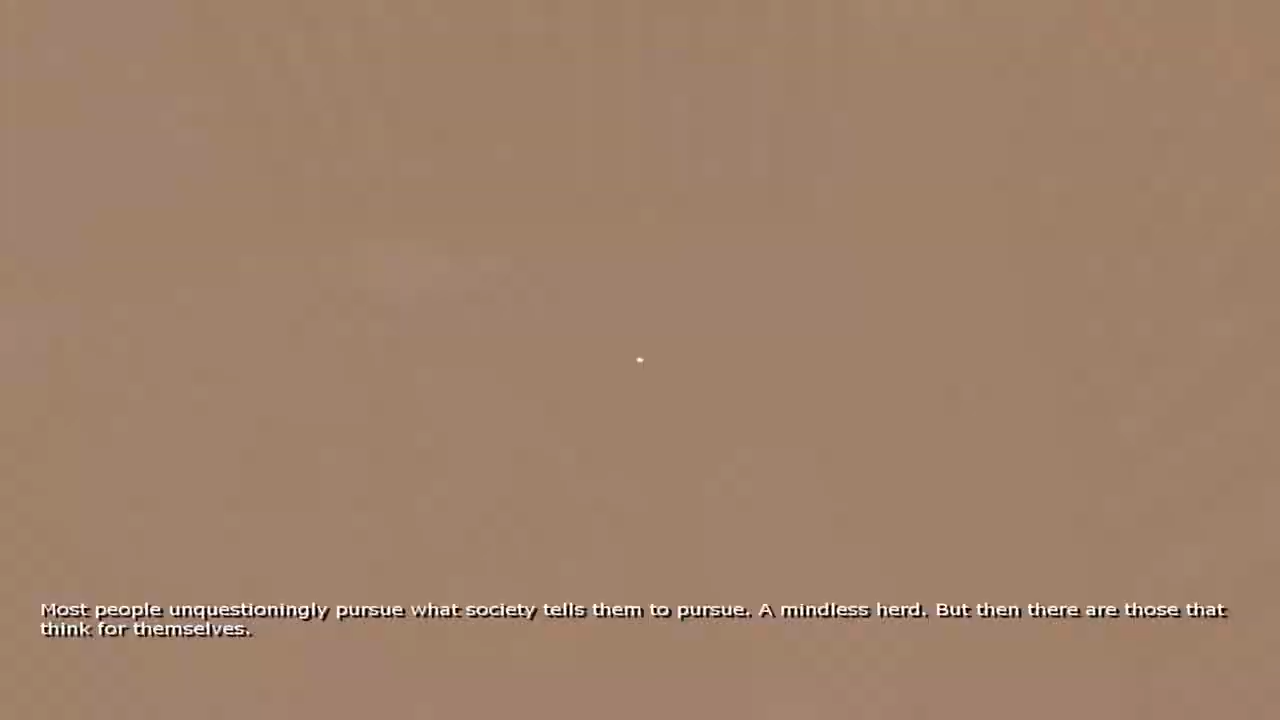 Most people unquestioningly pursue what society tells them to pursue. A mindless herd. But then there are those that
think for themselves.